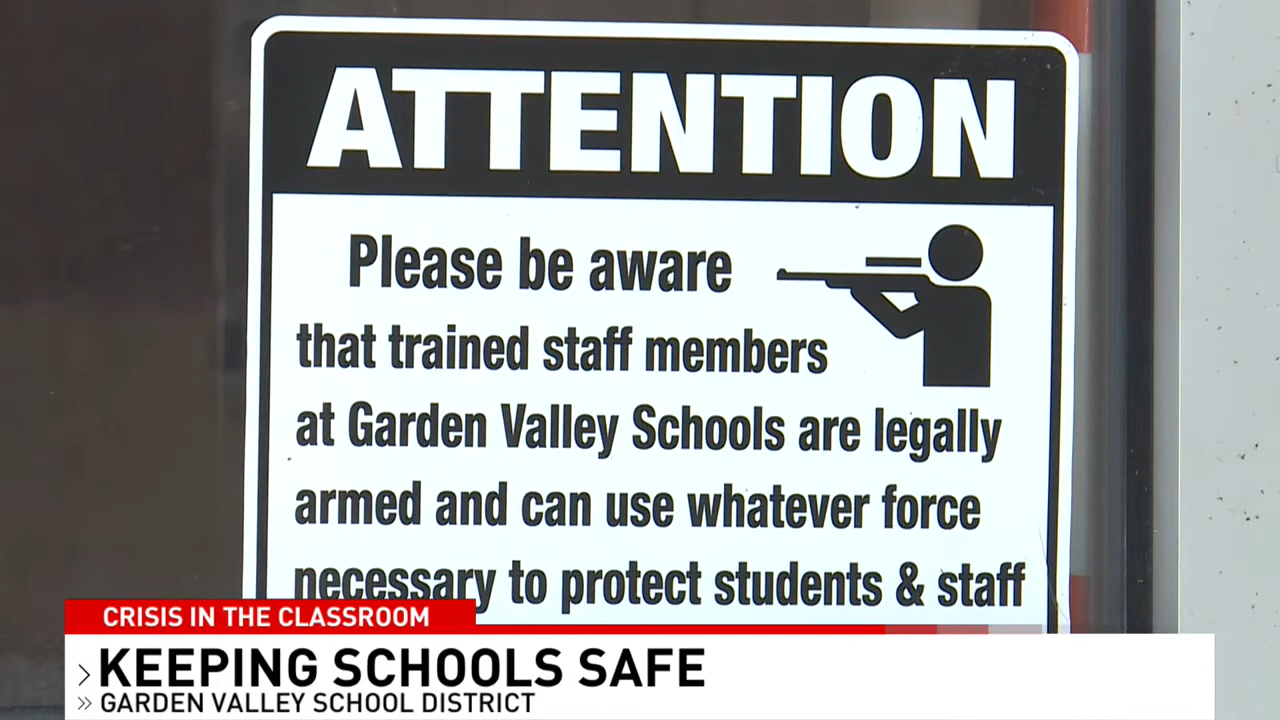 ATTENTION
Please be aware
that trained staff members
at Garden Valley Schools are legally
armed and can use whatever force
necessary to protect students & staff
CRISIS IN THE CLASSROOM
KEEPING SCHOOLS SAFE
GARDEN VALLEY SCHOOL DISTRICT